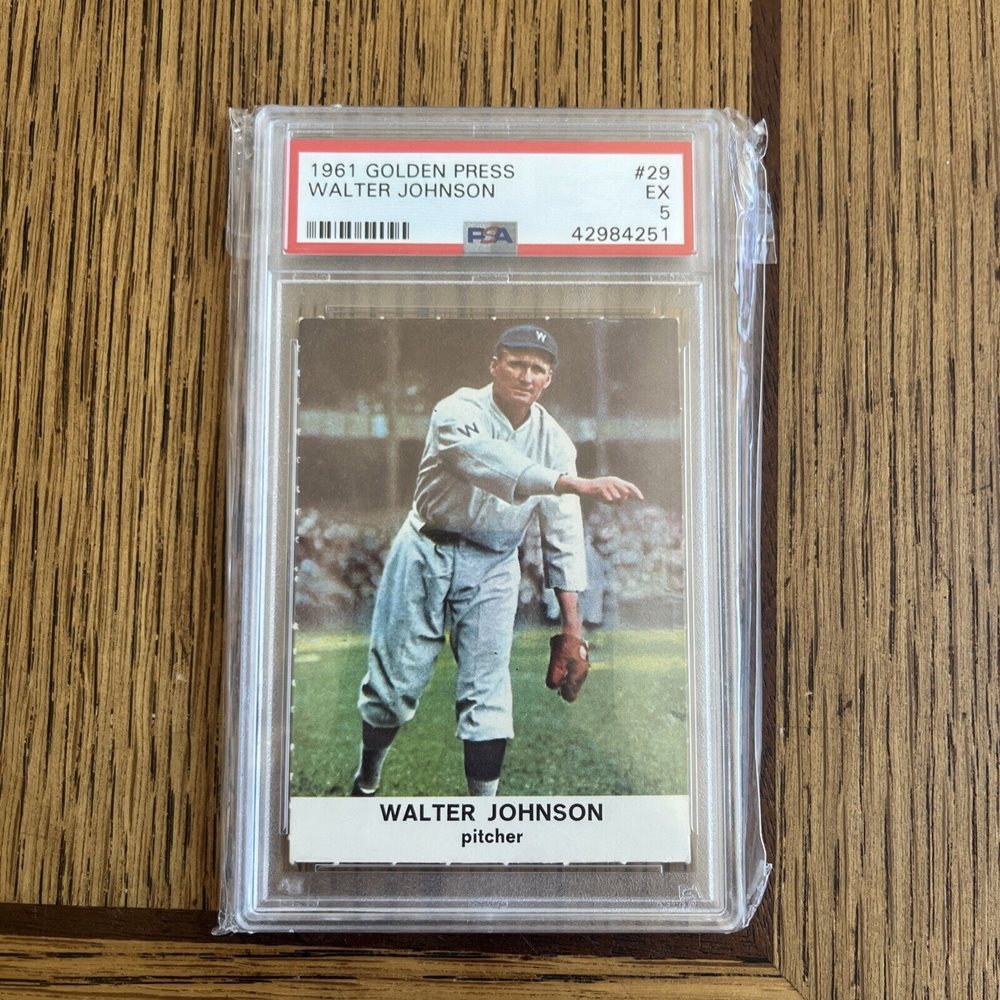 1961 GOLDEN PRESS #29
WALTER JOHNSON EX
5
PSA 42984251
W
W
WALTER JOHNSON
pitcher